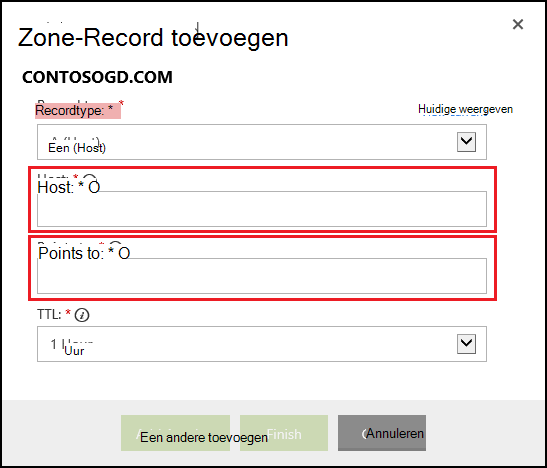 Zone-Record toevoegen
CONTOSOGD.COM
Recordtype: *
Huidige weergeven
Een (Host)
Host: * O
Points to: * O
TTL: *
1 Uur
Een andere toevoegen
Finish
Annuleren